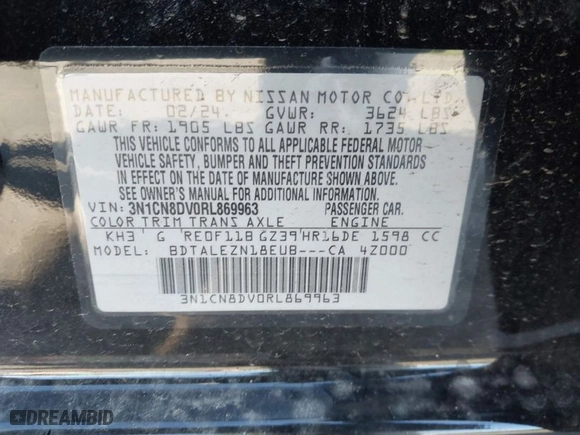 MANUFACTURED BY NISSAN MOTOR CO., LTD.
DATE: 02/24 GVWR: 3624 LBS
GAWR FR: 1905 LBS GAWR RR: 1735 LBS
THIS VEHICLE CONFORMS TO ALL APPLICABLE FEDERAL MOTOR
VEHICLE SAFETY, BUMPER AND THEFT PREVENTION STANDARDS
IN EFFECT ON THE DATE OF MANUFACTURE SHOWN ABOVE.
SEE OWNER'S MANUAL FOR ADDITIONAL INFORMATION
VIN: 3N1CN8DV0RL869963 PASSENGER CAR.
COLOR TRIM TRANS AXLE ENGINE
KH3 G RE0F11B GZ39 HR16DE 1598 CC
MODEL: BDTALEZN18EU8---CA 4Z000
3N1CN8DV0RL869963
DREAMBID